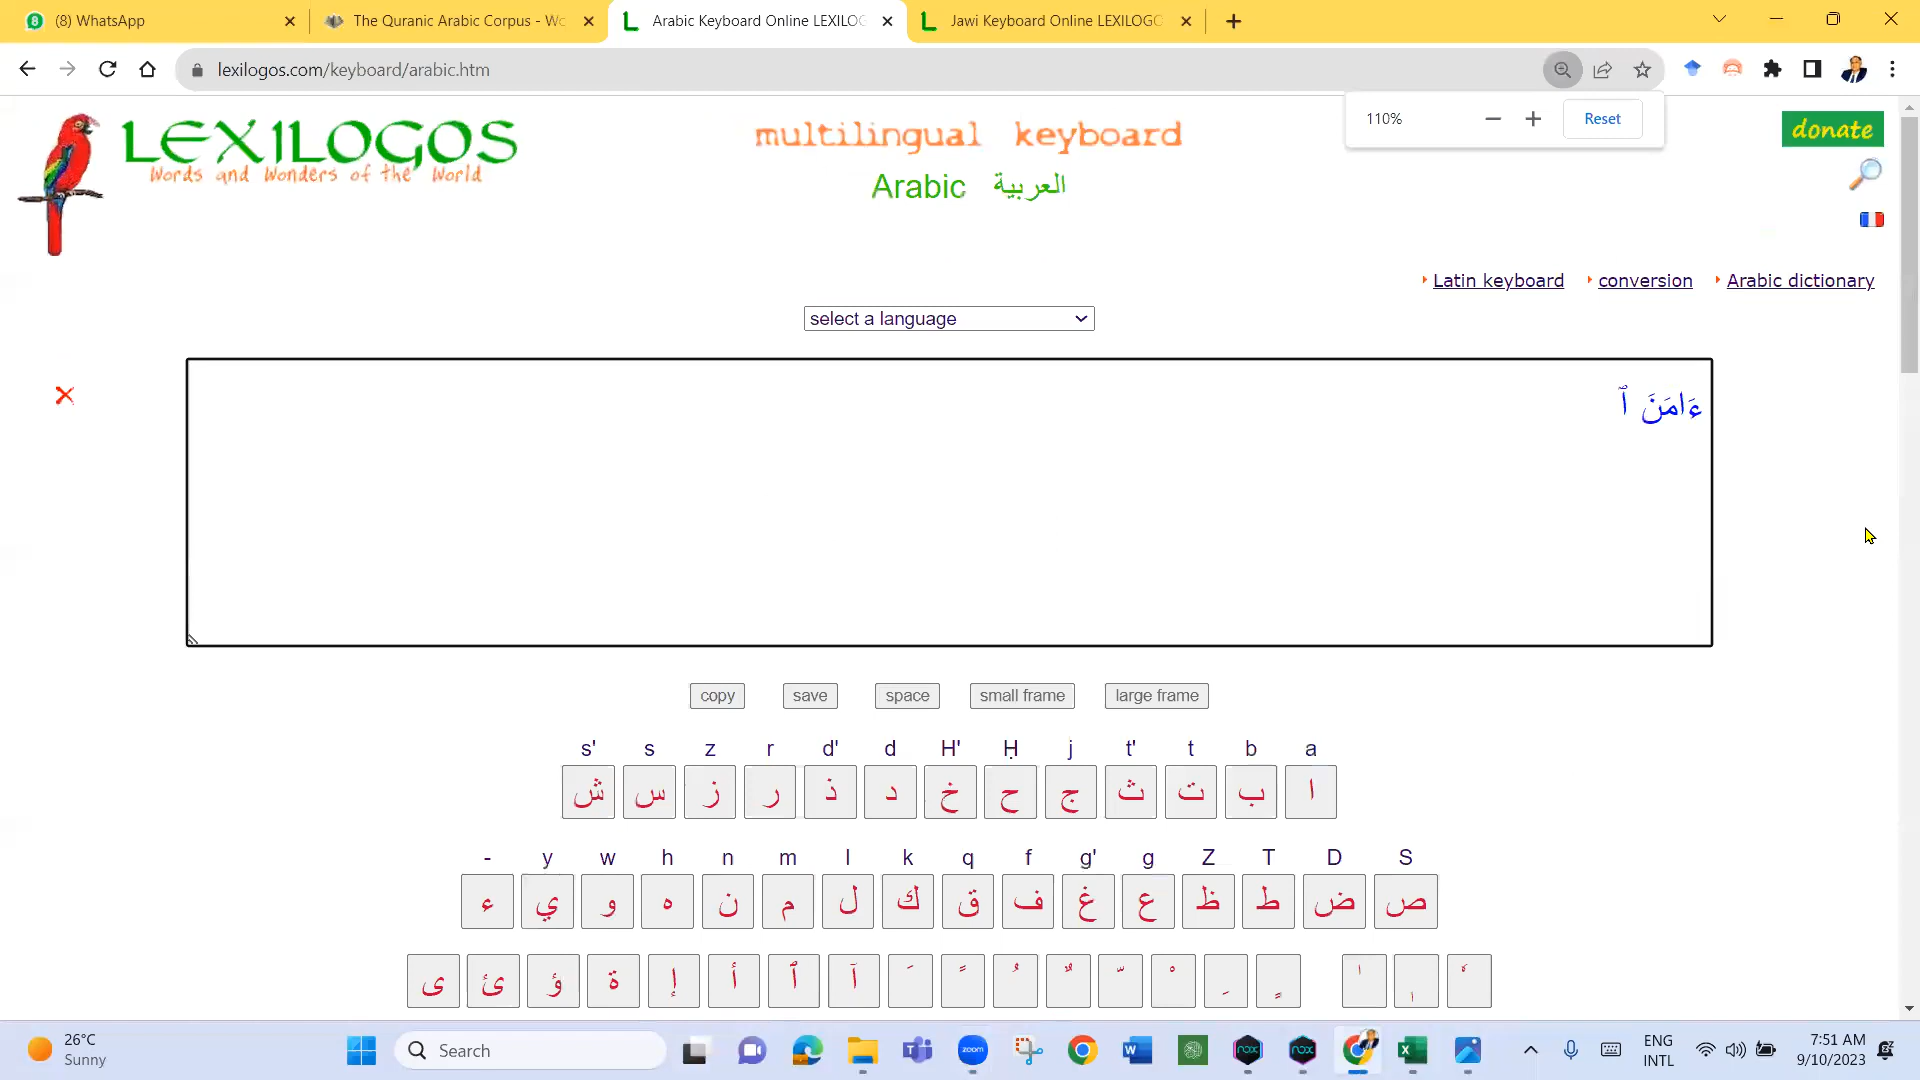 (8) WhatsApp
The Quranic Arabic Corpus - Wo
Arabic Keyboard Online LEXILOG
Jawi Keyboard Online LEXILOGO
lexilogos.com/keyboard/arabic.htm
110%
Reset
LEXILOGOS
Words and Wonders of the World
multilingual keyboard
Arabic العربية
donate
Latin keyboard
conversion
Arabic dictionary
select a language
ءَامَنَ ٱ
copy
save
space
small frame
large frame
s' s z r d' d H' Ḥ j t' t b a
ش س ز ر ذ د خ ح ج ث ت ب ا
- y w h n m l k q f g' g Z T D S
ء ي و ه ن م ل ك ق ف غ ع ظ ط ض ص
ى ئ ؤ ة إ أ ٱ آ َ ً ُ ٌ ّ ْ ِ ٍ ٰ ٖ ٗ
26°C
Sunny
Search
zoom
ENG
INTL
7:51 AM
9/10/2023